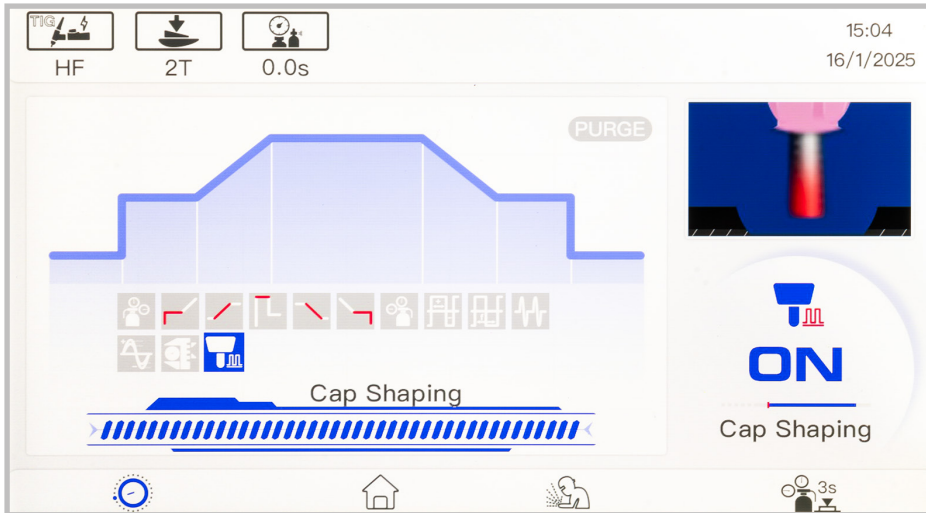 TIG
HF
2T
0.0s
15:04
16/1/2025
PURGE
Cap Shaping
ON
Cap Shaping
3s